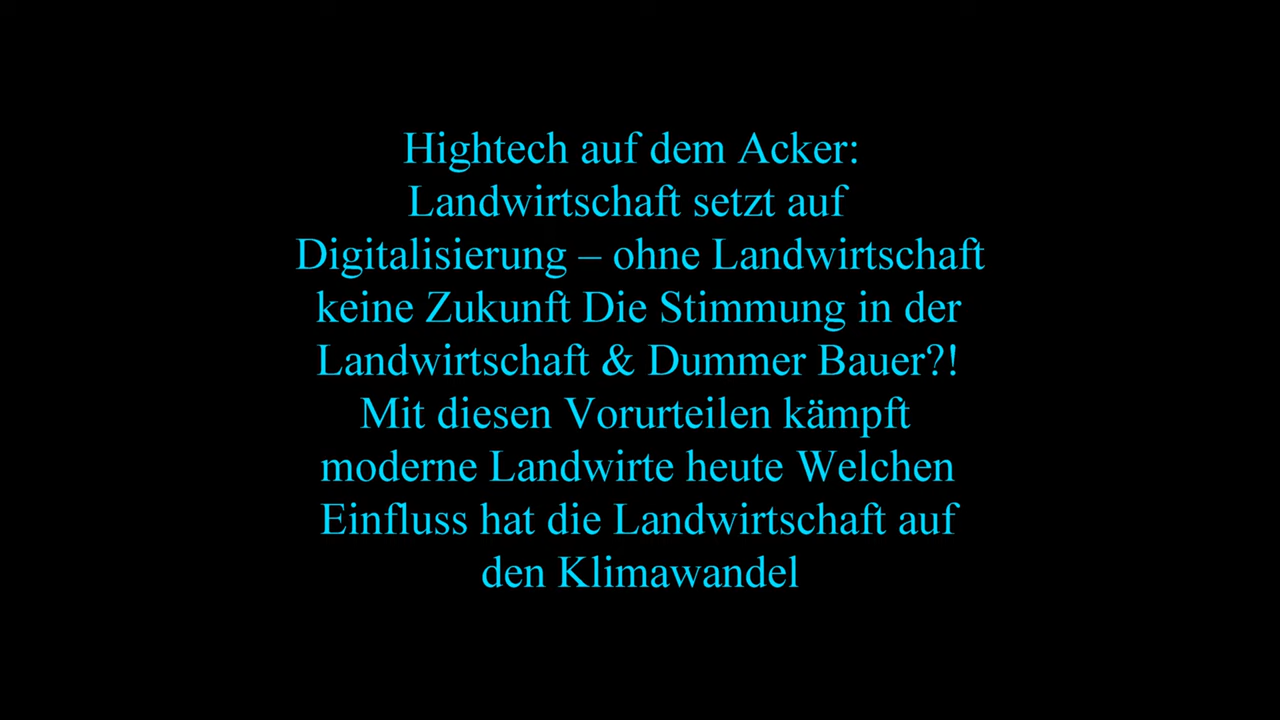 Hightech auf dem Acker:
Landwirtschaft setzt auf
Digitalisierung – ohne Landwirtschaft
keine Zukunft Die Stimmung in der
Landwirtschaft & Dummer Bauer?!
Mit diesen Vorurteilen kämpft
moderne Landwirte heute Welchen
Einfluss hat die Landwirtschaft auf
den Klimawandel